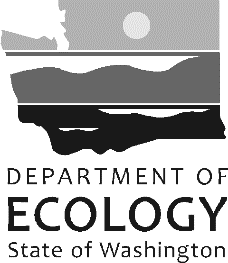 DEPARTMENT OF
ECOLOGY
State of Washington